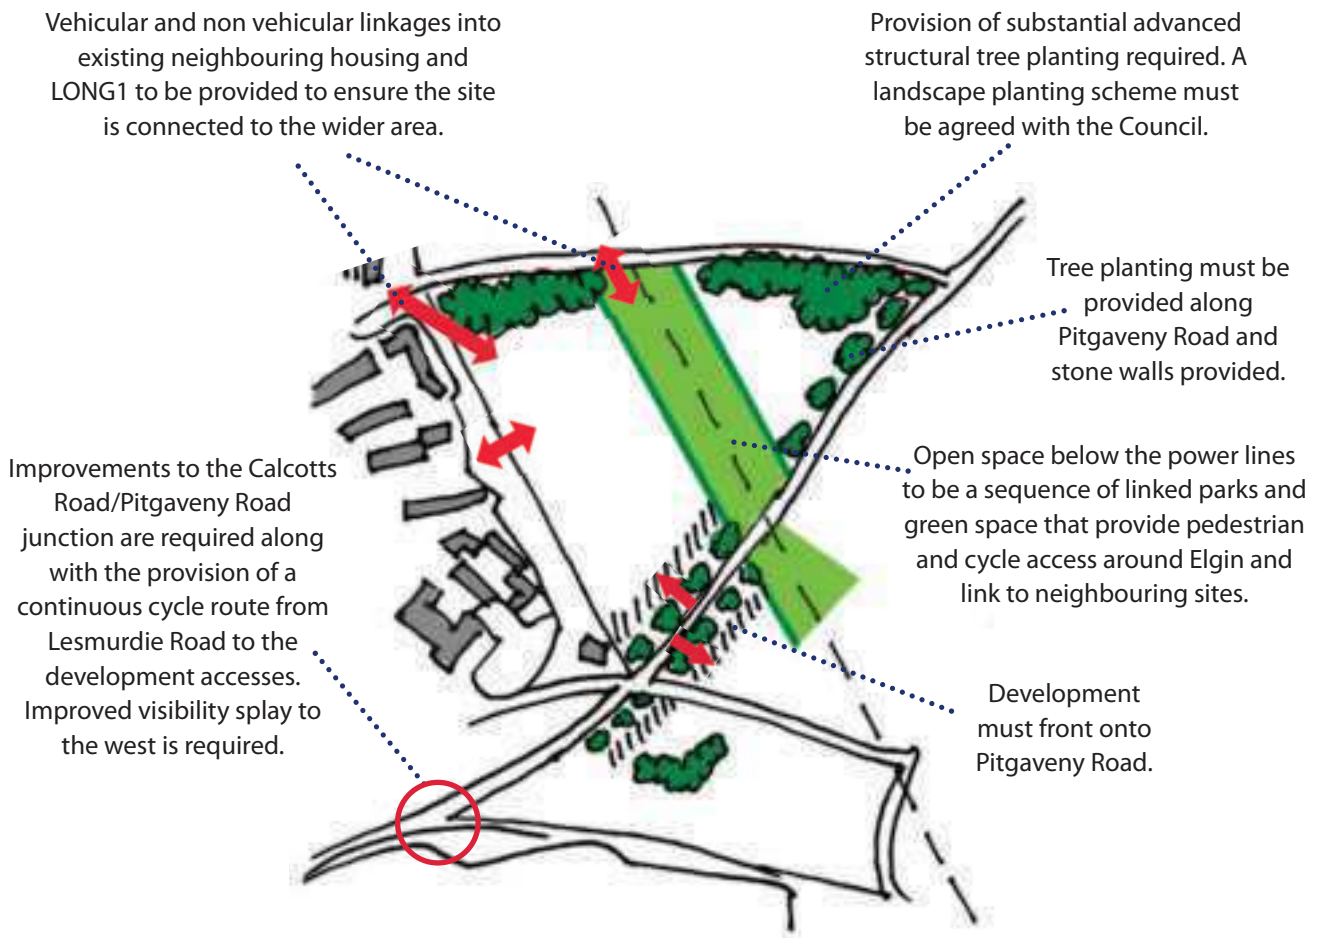 Vehicular and non vehicular linkages into
existing neighbouring housing and
LONG1 to be provided to ensure the site
is connected to the wider area.
Provision of substantial advanced
structural tree planting required. A
landscape planting scheme must
be agreed with the Council.
Tree planting must be
provided along
Pitgaveny Road and
stone walls provided.
Open space below the power lines
to be a sequence of linked parks and
green space that provide pedestrian
and cycle access around Elgin and
link to neighbouring sites.
Improvements to the Calcotts
Road/Pitgaveny Road
junction are required along
with the provision of a
continuous cycle route from
Lesmurdie Road to the
development accesses.
Improved visibility splay to
the west is required.
Development
must front onto
Pitgaveny Road.